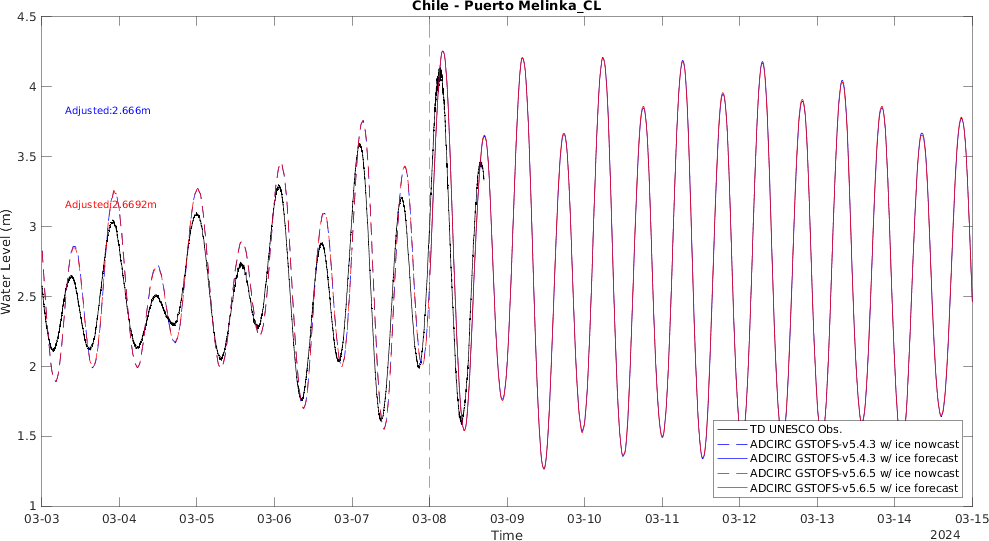 Chile - Puerto Melinka_CL
4.5
4
3.5
3
2.5
2
1.5
1
Water Level (m)
Adjusted:2.666m
Adjusted:2.6692m
TD UNESCO Obs.
ADCIRC GSTOFS-v5.4.3 w/ ice nowcast
ADCIRC GSTOFS-v5.4.3 w/ ice forecast
ADCIRC GSTOFS-v5.6.5 w/ ice nowcast
ADCIRC GSTOFS-v5.6.5 w/ ice forecast
03-03 03-04 03-05 03-06 03-07 03-08 03-09 03-10 03-11 03-12 03-13 03-14 03-15
Time
2024